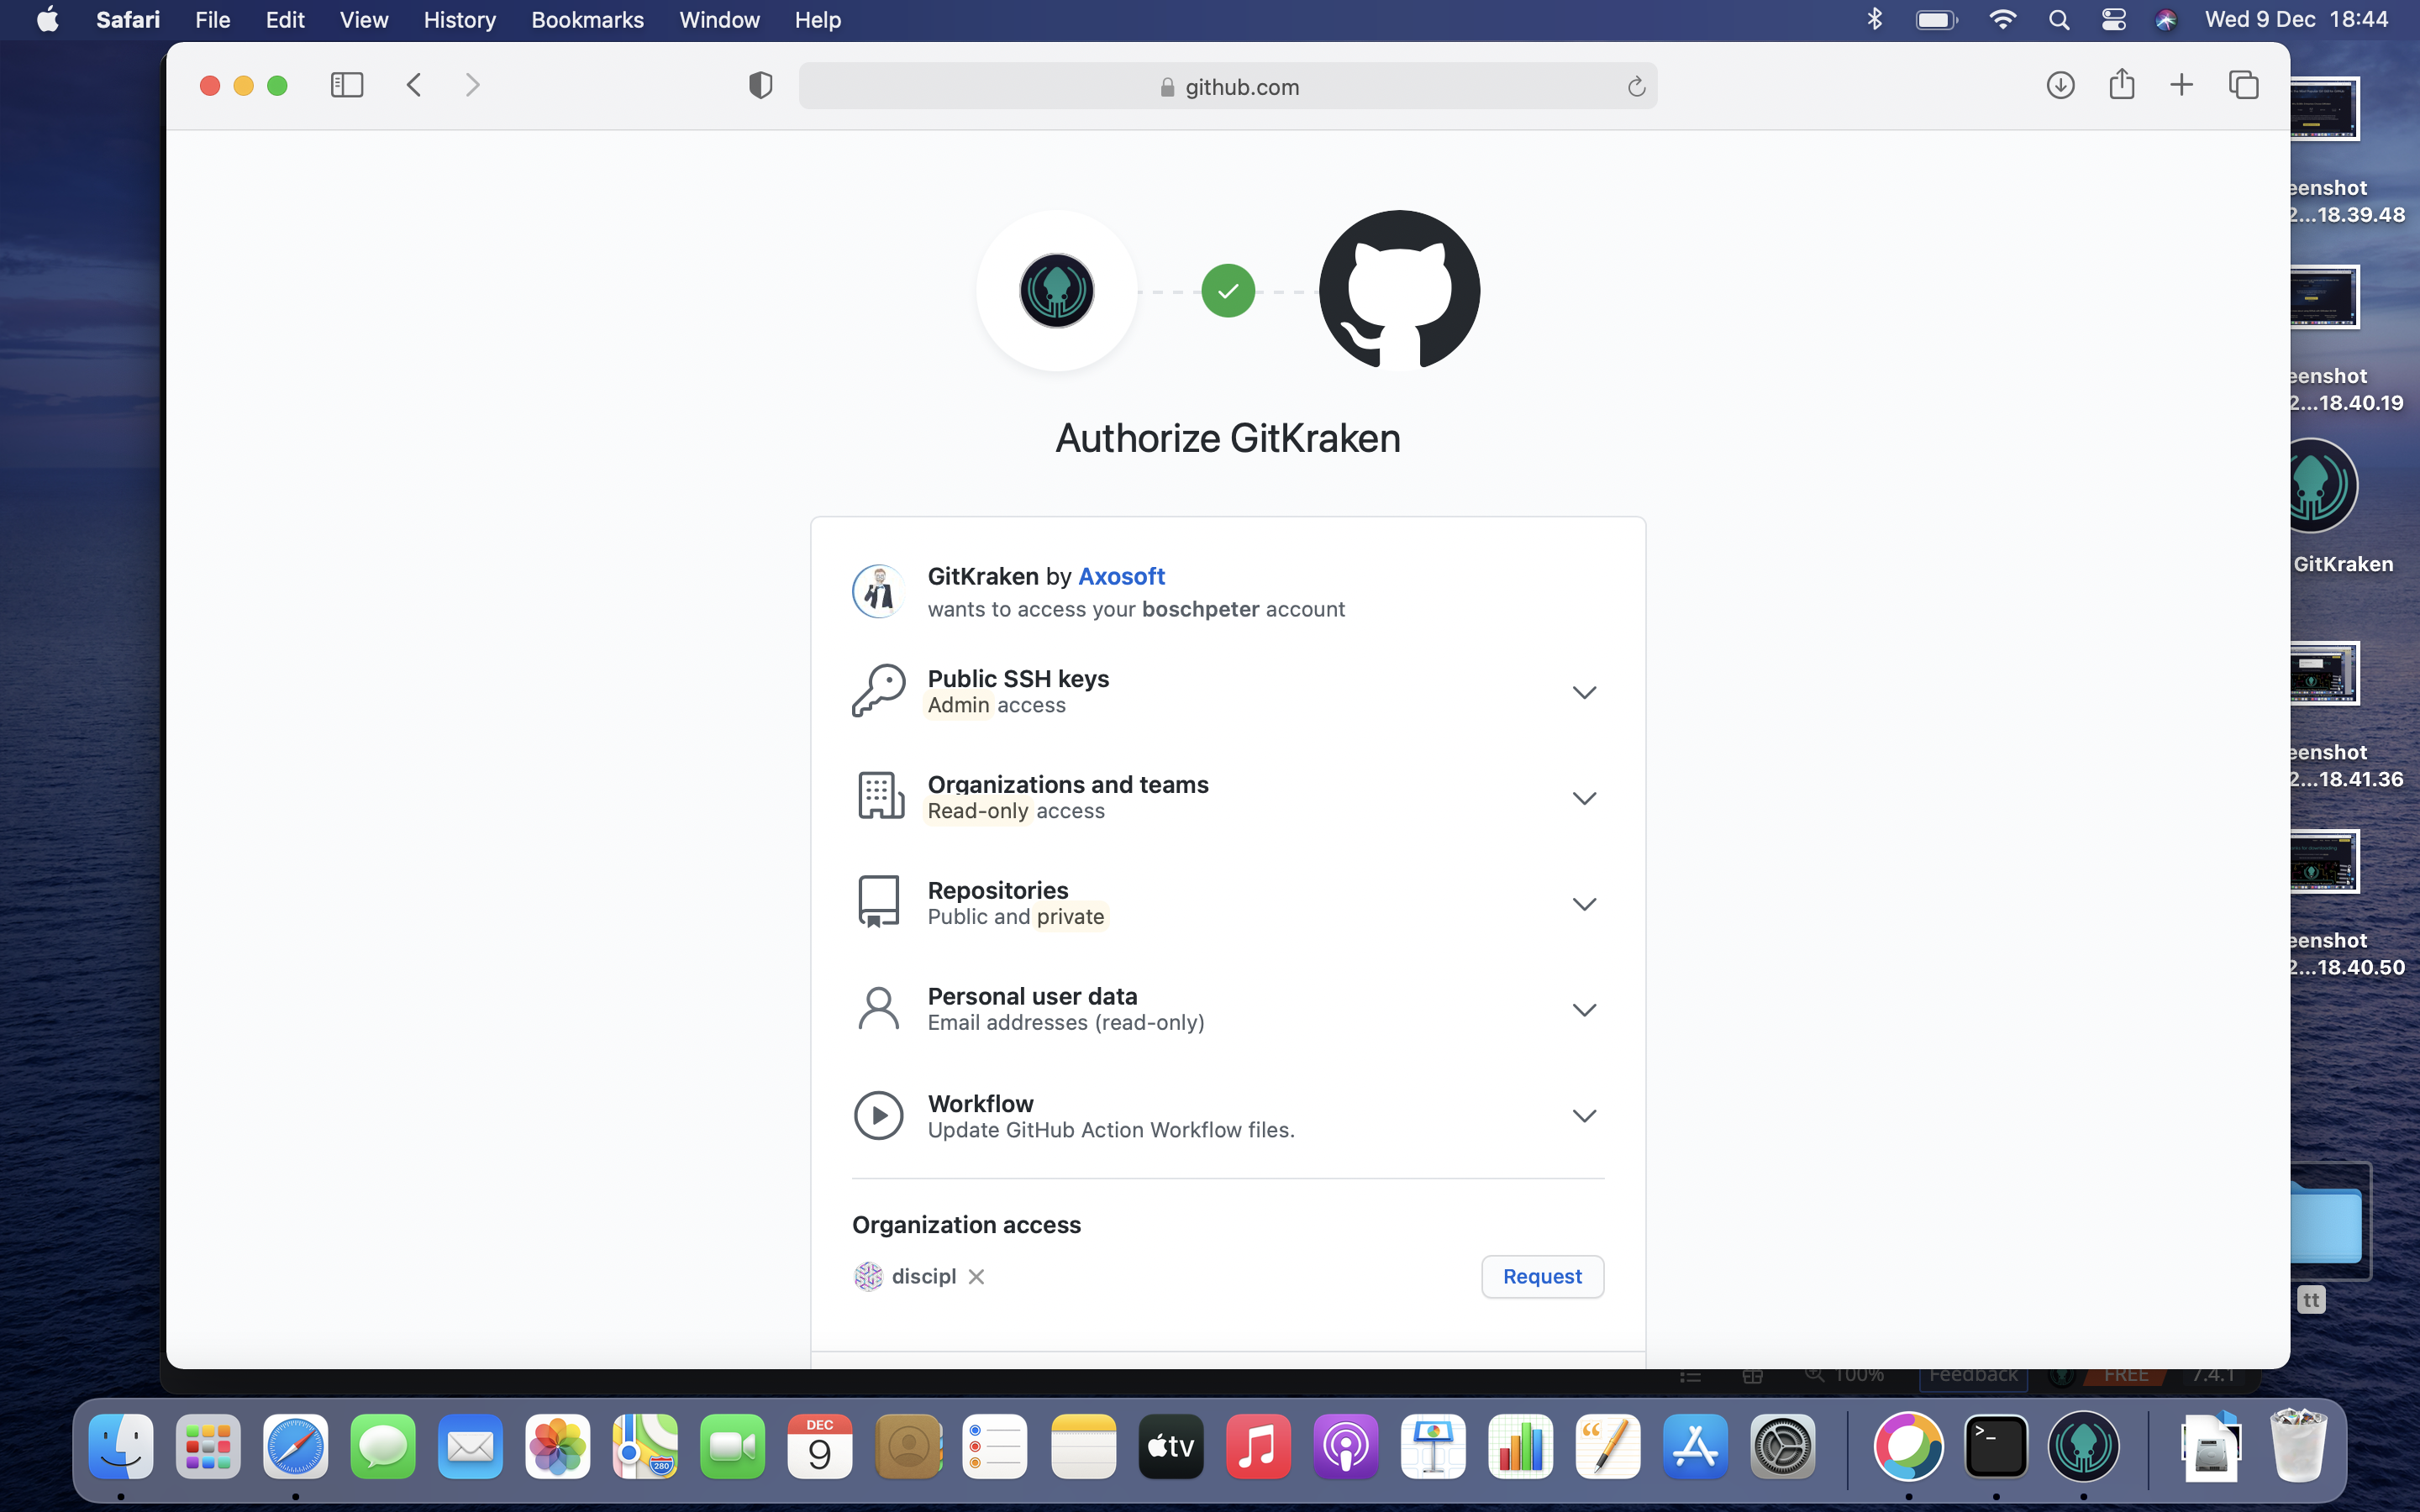 Safari File Edit View History Bookmarks Window Help Wed 9 Dec 18:44
github.com
Authorize GitKraken
GitKraken by Axosoft
wants to access your boschpeter account
Public SSH keys
Admin access
Organizations and teams
Read-only access
Repositories
Public and private
Personal user data
Email addresses (read-only)
Workflow
Update GitHub Action Workflow files.
Organization access
discipl Request
eenshot
2...18.39.48
eenshot
2...18.40.19
GitKraken
eenshot
2...18.41.36
eenshot
2...18.40.50
tt
100% Feedback FREE 7.4.1
DEC
9
tv
280
>_